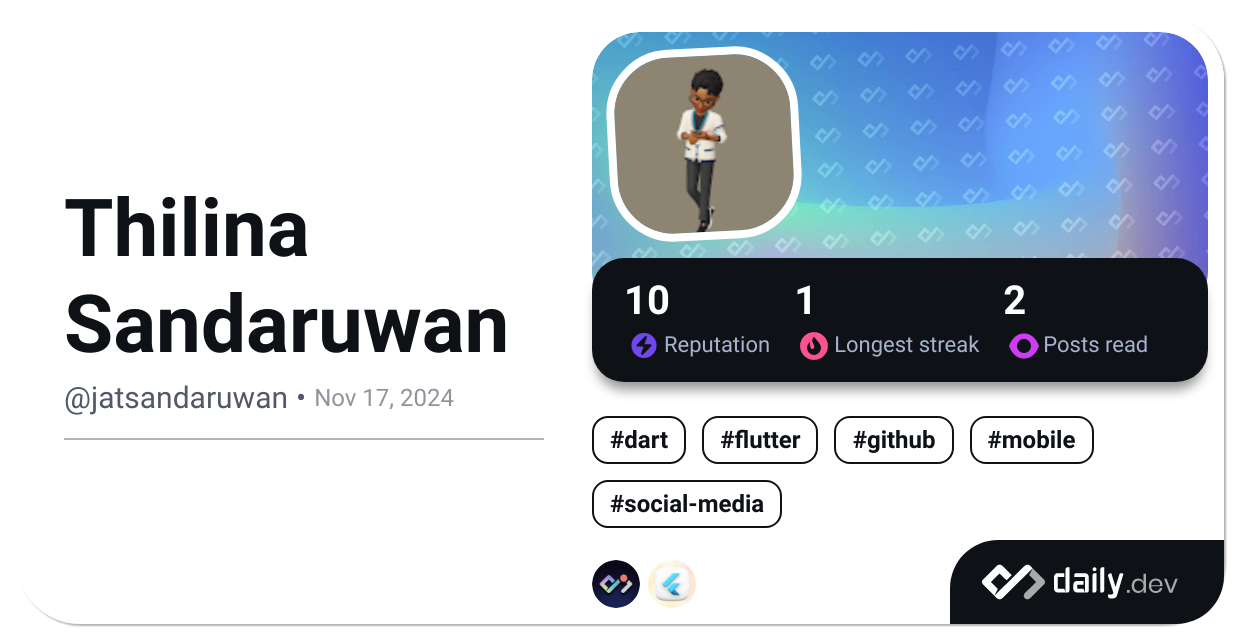 Thilina
Sandaruwan
@jatsandaruwan • Nov 17, 2024
10 1 2
Reputation Longest streak Posts read
#dart #flutter #github #mobile
#social-media
daily.dev